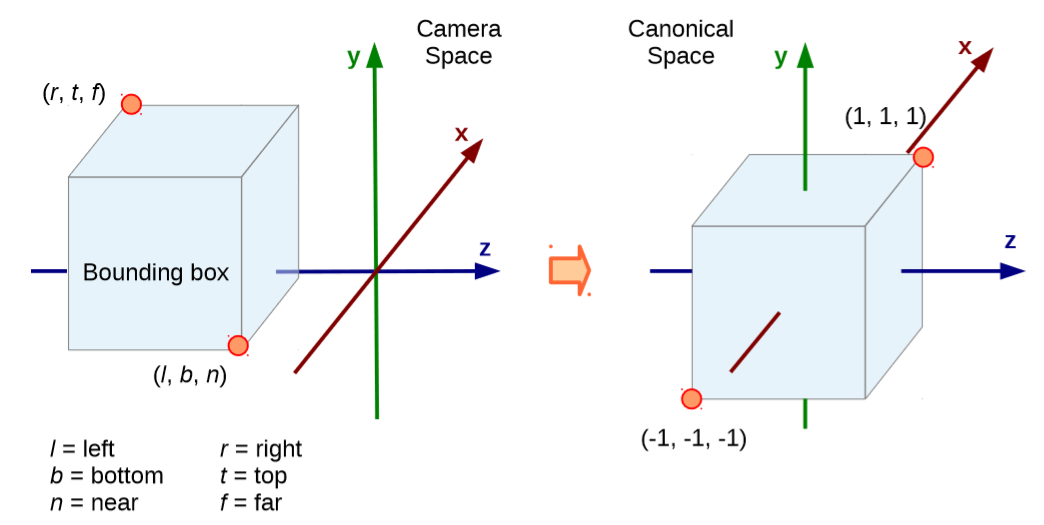 Camera
Space
y
(r, t, f)
x
z
Bounding box
(l, b, n)
l = left
r = right
b = bottom
t = top
n = near
f = far
Canonical
Space
y
x
(1, 1, 1)
z
(-1, -1, -1)